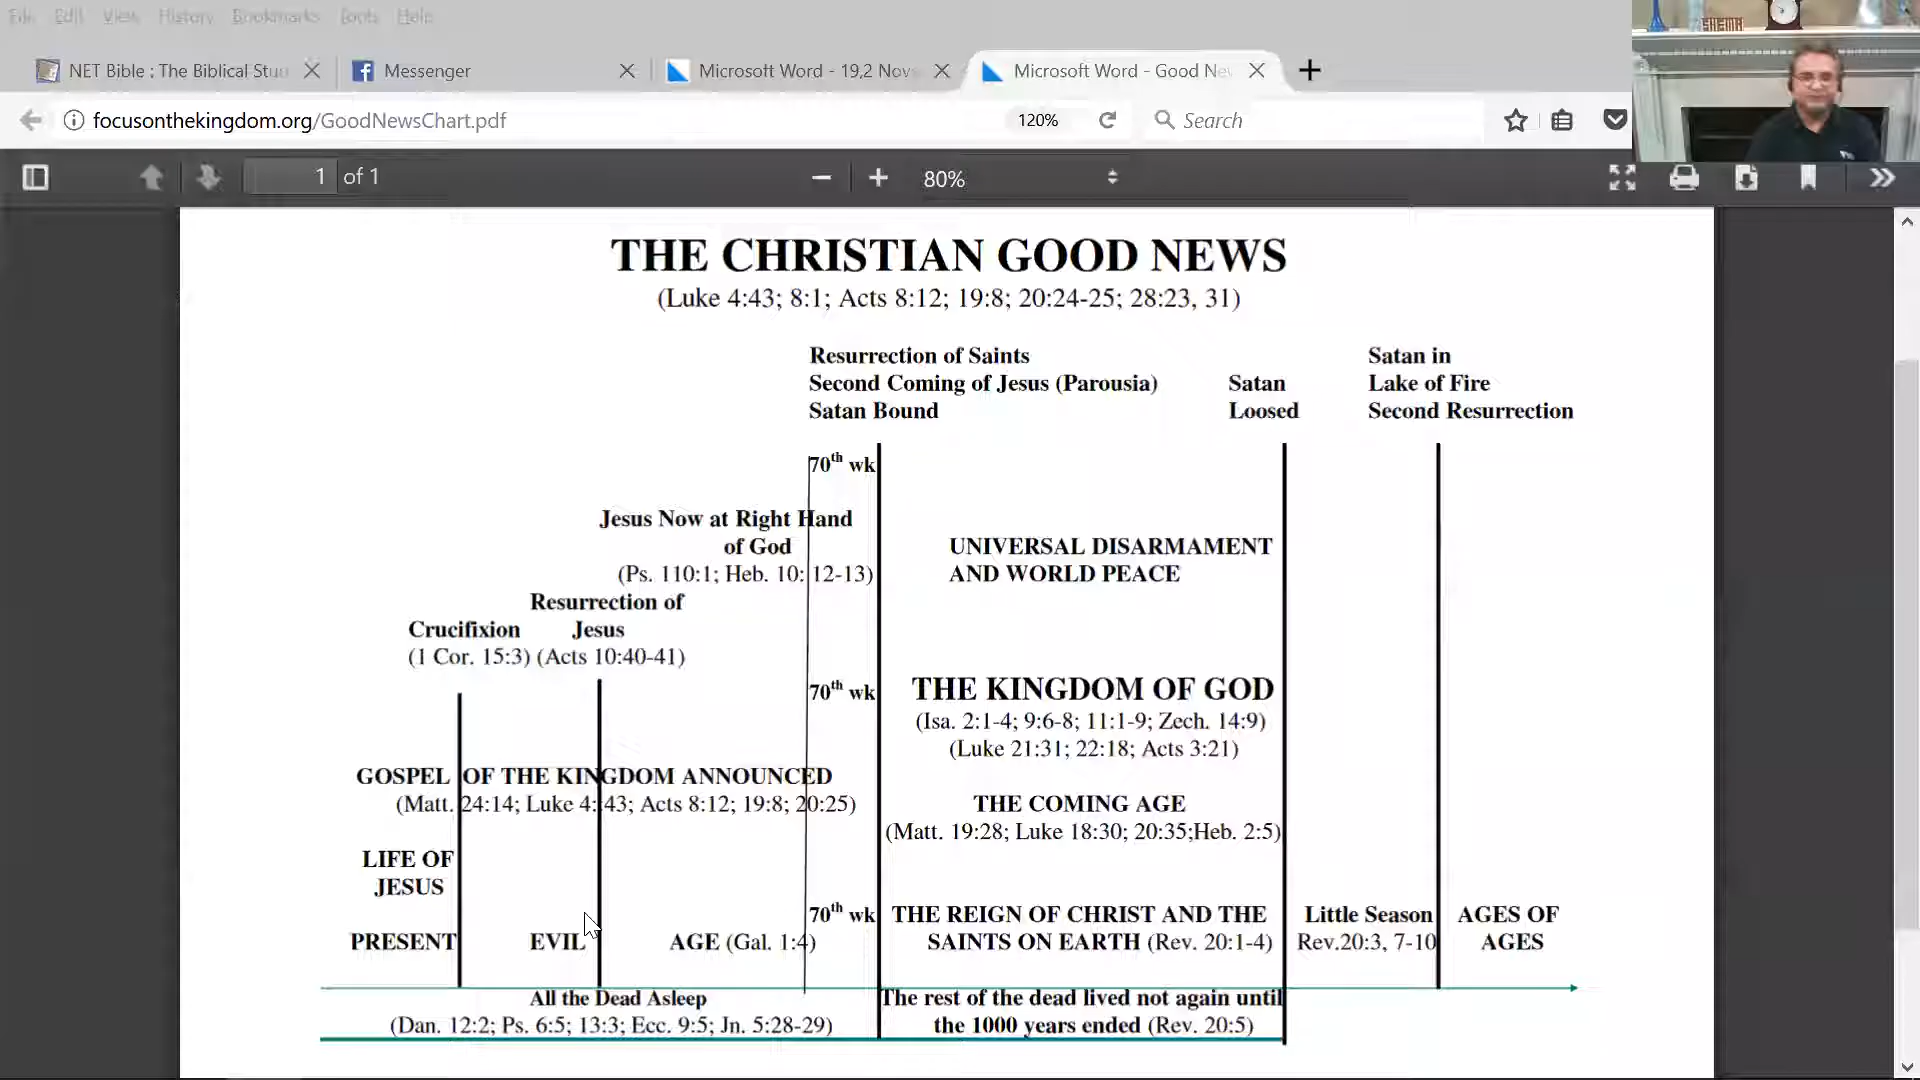 File Edit View History Bookmarks Tools Help
NET Bible : The Biblical Stu
Messenger
Microsoft Word - 19,2 Nov
Microsoft Word - Good Ne
focusonthekingdom.org/GoodNewsChart.pdf
120%
Search
SHEMA
1 of 1
80%
THE CHRISTIAN GOOD NEWS
(Luke 4:43; 8:1; Acts 8:12; 19:8; 20:24-25; 28:23, 31)
Resurrection of Saints
Second Coming of Jesus (Parousia)
Satan Bound
Satan
Loosed
Satan in
Lake of Fire
Second Resurrection
70th wk
Jesus Now at Right Hand
of God
(Ps. 110:1; Heb. 10: 12-13)
UNIVERSAL DISARMAMENT
AND WORLD PEACE
Crucifixion
(1 Cor. 15:3)
Resurrection of
Jesus
(Acts 10:40-41)
70th wk
THE KINGDOM OF GOD
(Isa. 2:1-4; 9:6-8; 11:1-9; Zech. 14:9)
(Luke 21:31; 22:18; Acts 3:21)
GOSPEL OF THE KINGDOM ANNOUNCED
(Matt. 24:14; Luke 4: 43; Acts 8:12; 19:8; 20:25)
THE COMING AGE
(Matt. 19:28; Luke 18:30; 20:35;Heb. 2:5)
LIFE OF
JESUS
70th wk
THE REIGN OF CHRIST AND THE
SAINTS ON EARTH (Rev. 20:1-4)
Little Season
Rev.20:3, 7-10
AGES OF
AGES
PRESENT EVIL AGE (Gal. 1:4)
All the Dead Asleep
(Dan. 12:2; Ps. 6:5; 13:3; Ecc. 9:5; Jn. 5:28-29)
The rest of the dead lived not again until
the 1000 years ended (Rev. 20:5)